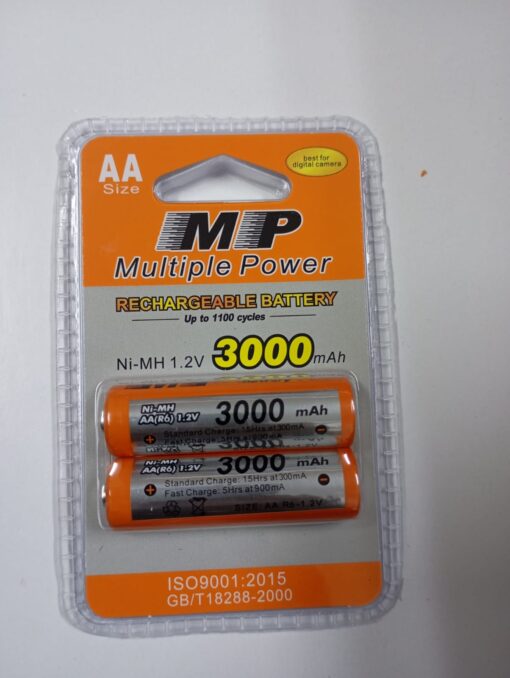 AA
Size
best for
digital camera
MP
Multiple Power
RECHARGEABLE BATTERY
Up to 1100 cycles
Ni-MH 1.2V 3000mAh
Ni-MH
AA(R6) 1.2V
3000 mAh
Standard Charge: 15Hrs at 300mA
Ni-MH
AA(R6) 1.2V
3000 mAh
Standard Charge: 15Hrs at 300mA
Fast Charge: 5Hrs at 900mA
SIZE: AA R6-1.2V
ISO9001:2015
GB/T18288-2000